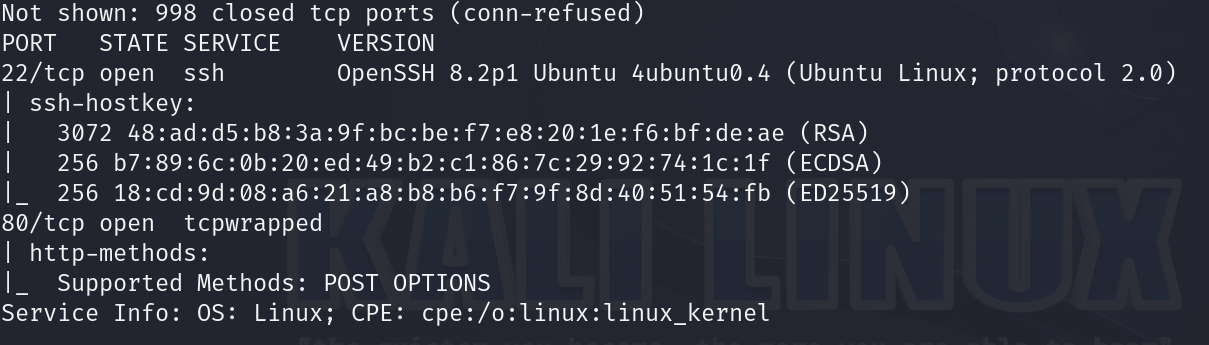 Not shown: 998 closed tcp ports (conn-refused)
PORT   STATE SERVICE    VERSION
22/tcp open  ssh        OpenSSH 8.2p1 Ubuntu 4ubuntu0.4 (Ubuntu Linux; protocol 2.0)
| ssh-hostkey:
|   3072 48:ad:d5:b8:3a:9f:bc:be:f7:e8:20:1e:f6:bf:de:ae (RSA)
|   256 b7:89:6c:0b:20:ed:49:b2:c1:86:7c:29:92:74:1c:1f (ECDSA)
|_  256 18:cd:9d:08:a6:21:a8:b8:b6:f7:9f:8d:40:51:54:fb (ED25519)
80/tcp open  tcpwrapped
| http-methods:
|_  Supported Methods: POST OPTIONS
Service Info: OS: Linux; CPE: cpe:/o:linux:linux_kernel
KALI LINUX